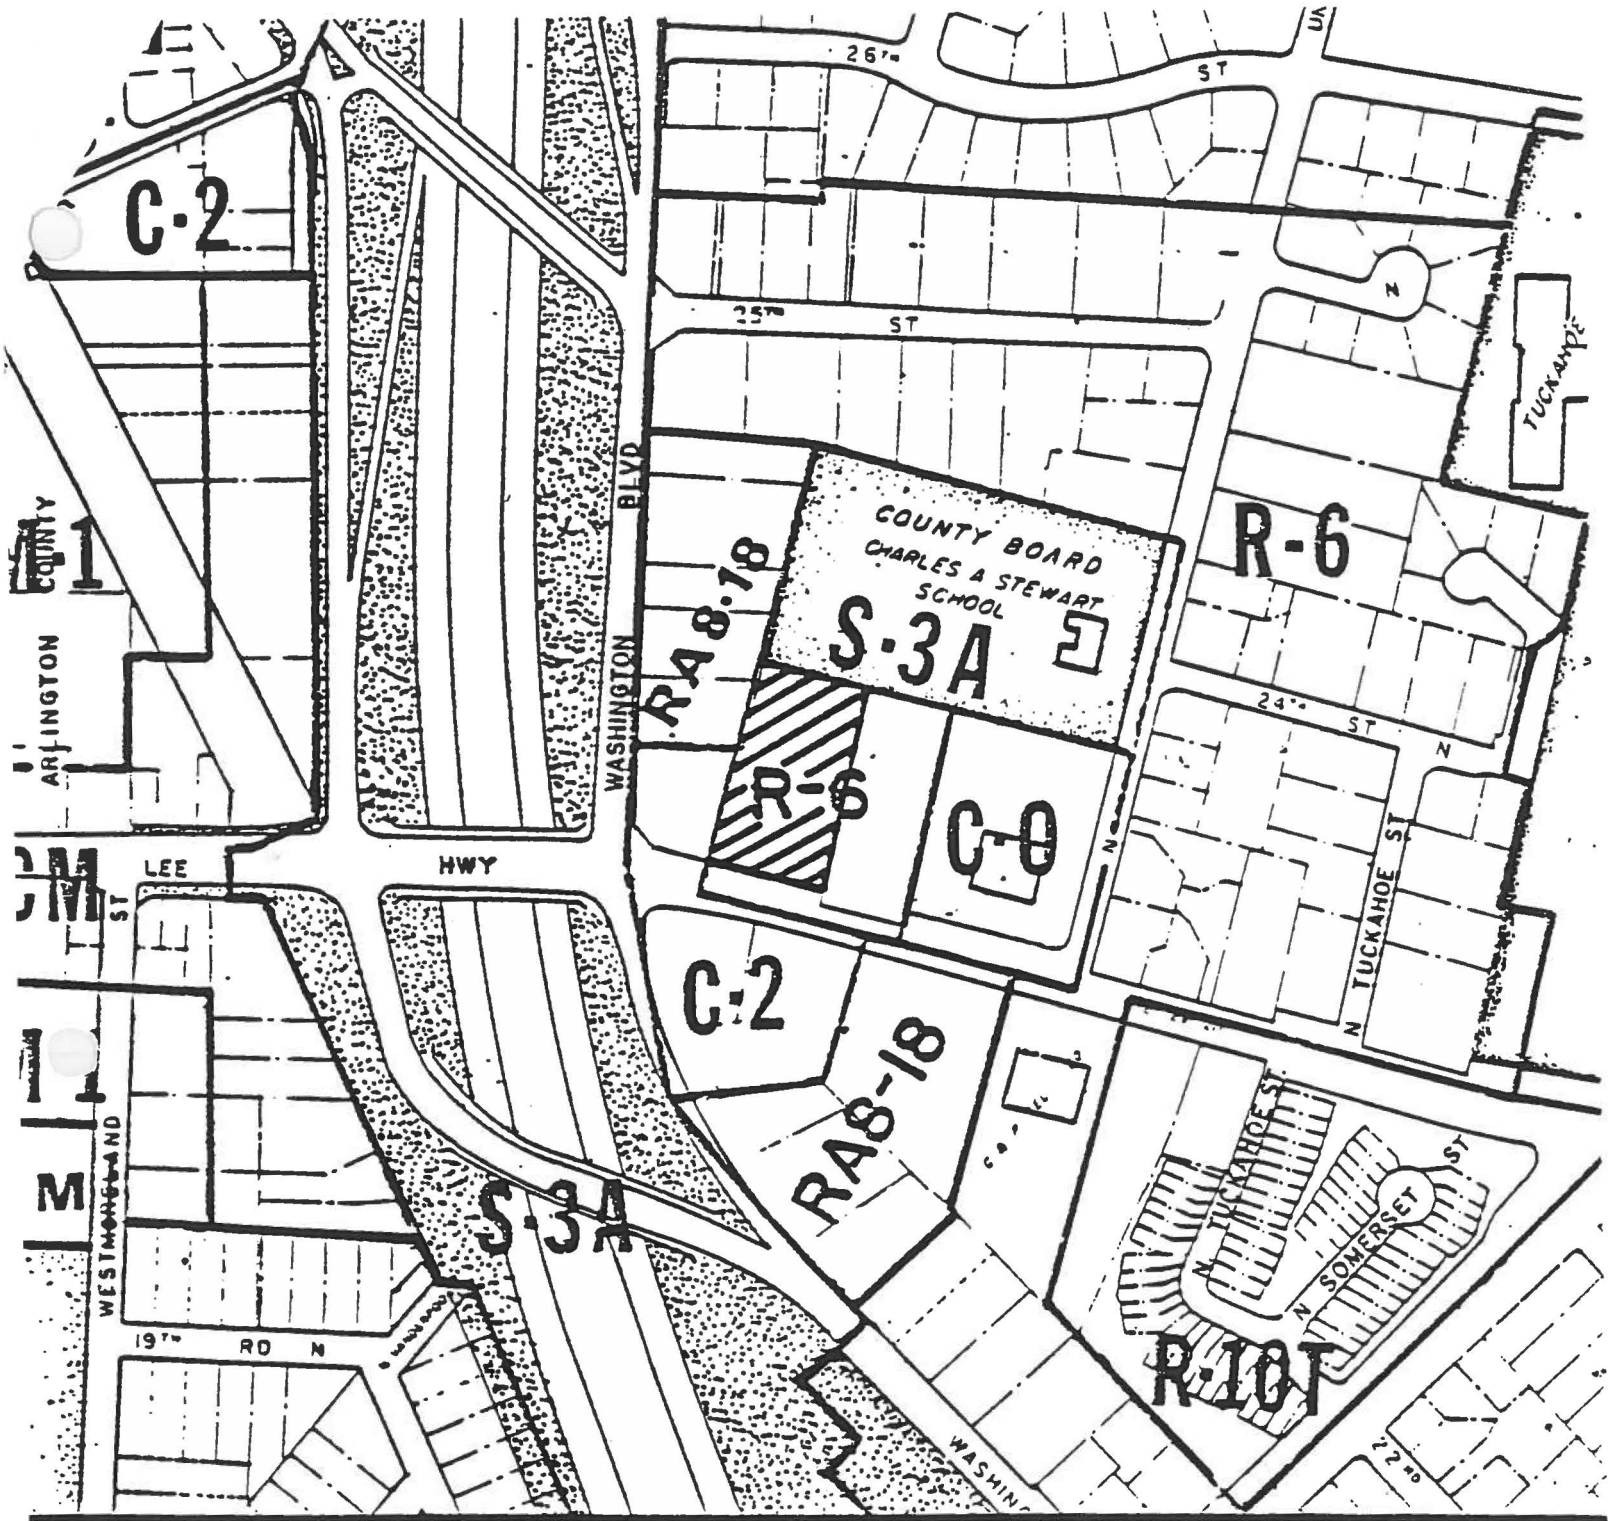 26TH
ST
C-2
N
25TH
ST
TUCKAHOE
BLVD
COUNTY BOARD
CHARLES A STEWART
SCHOOL
S-3A
R-6
COUNTY
ARLINGTON
RA8-18
WASHINGTON
24TH
ST
N
R-6
C-O
N
ST
TUCKAHOE
N
LEE
HWY
CM
ST
C-2
RA8-18
M
WESTMORELAND
S-3A
N TUCKAHOE ST
N SOMERSET
ST
R-10T
19TH
RD
N
22ND